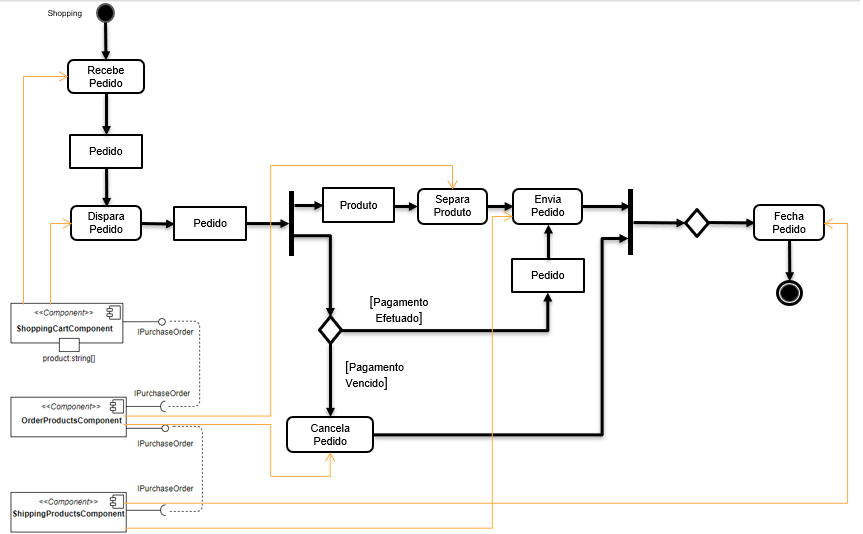 Shopping
Recebe
Pedido
Pedido
Dispara
Pedido
Pedido
Produto
Separa
Produto
Envia
Pedido
Fecha
Pedido
Pedido
[Pagamento
Efetuado]
[Pagamento
Vencido]
Cancela
Pedido
<<Component>>
ShoppingCartComponent
product:string[]
IPurchaseOrder
IPurchaseOrder
<<Component>>
OrderProductsComponent
IPurchaseOrder
IPurchaseOrder
<<Component>>
ShippingProductsComponent